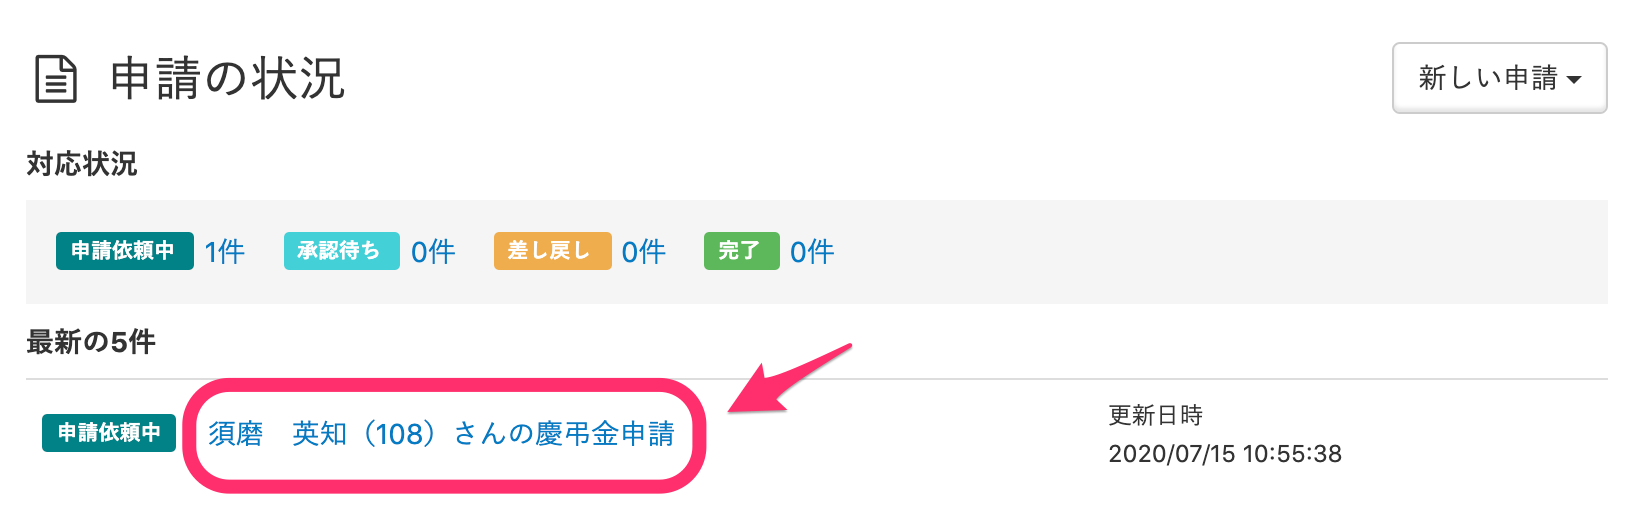 申請の状況
新しい申請
対応状況
申請依頼中 1件 承認待ち 0件 差し戻し 0件 完了 0件
最新の5件
申請依頼中 須磨　英知（108）さんの慶弔金申請
更新日時
2020/07/15 10:55:38